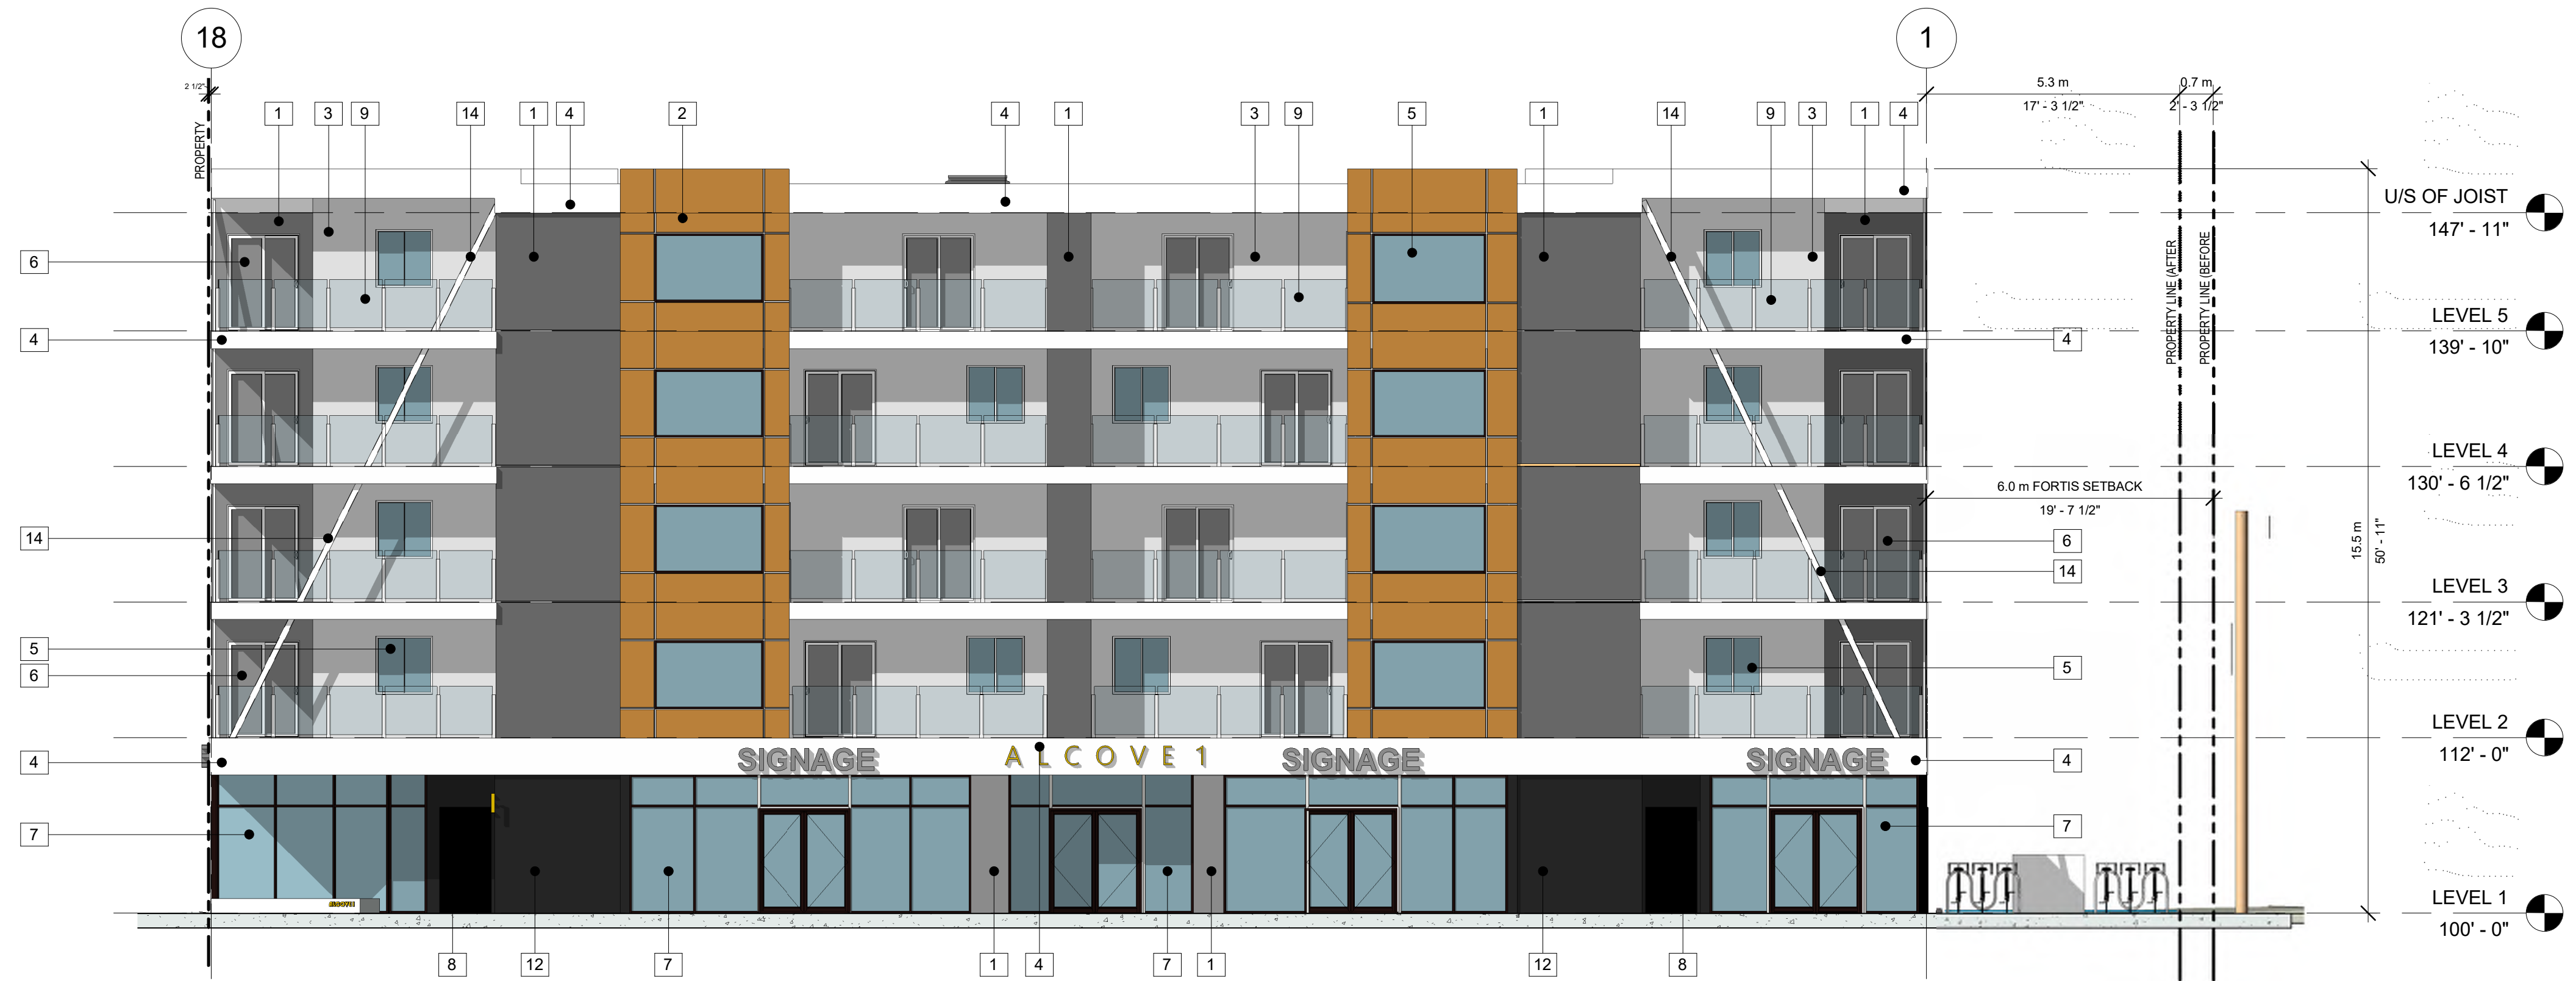 18
1
2 1/2"
5.3 m
0.7 m
17' - 3 1/2"
2' - 3 1/2"
1
3
9
14
1
4
2
4
1
3
9
5
1
14
9
3
1
4
PROPERTY
U/S OF JOIST
147' - 11"
6
PROPERTY LINE (AFTER
PROPERTY LINE (BEFORE
LEVEL 5
139' - 10"
4
4
LEVEL 4
130' - 6 1/2"
6.0 m FORTIS SETBACK
19' - 7 1/2"
15.5 m
50' - 11"
14
6
14
LEVEL 3
121' - 3 1/2"
5
6
5
LEVEL 2
112' - 0"
4
SIGNAGE
ALCOVE 1
SIGNAGE
SIGNAGE
4
7
7
ALCOVE
LEVEL 1
100' - 0"
8
12
7
1
4
7
1
12
8